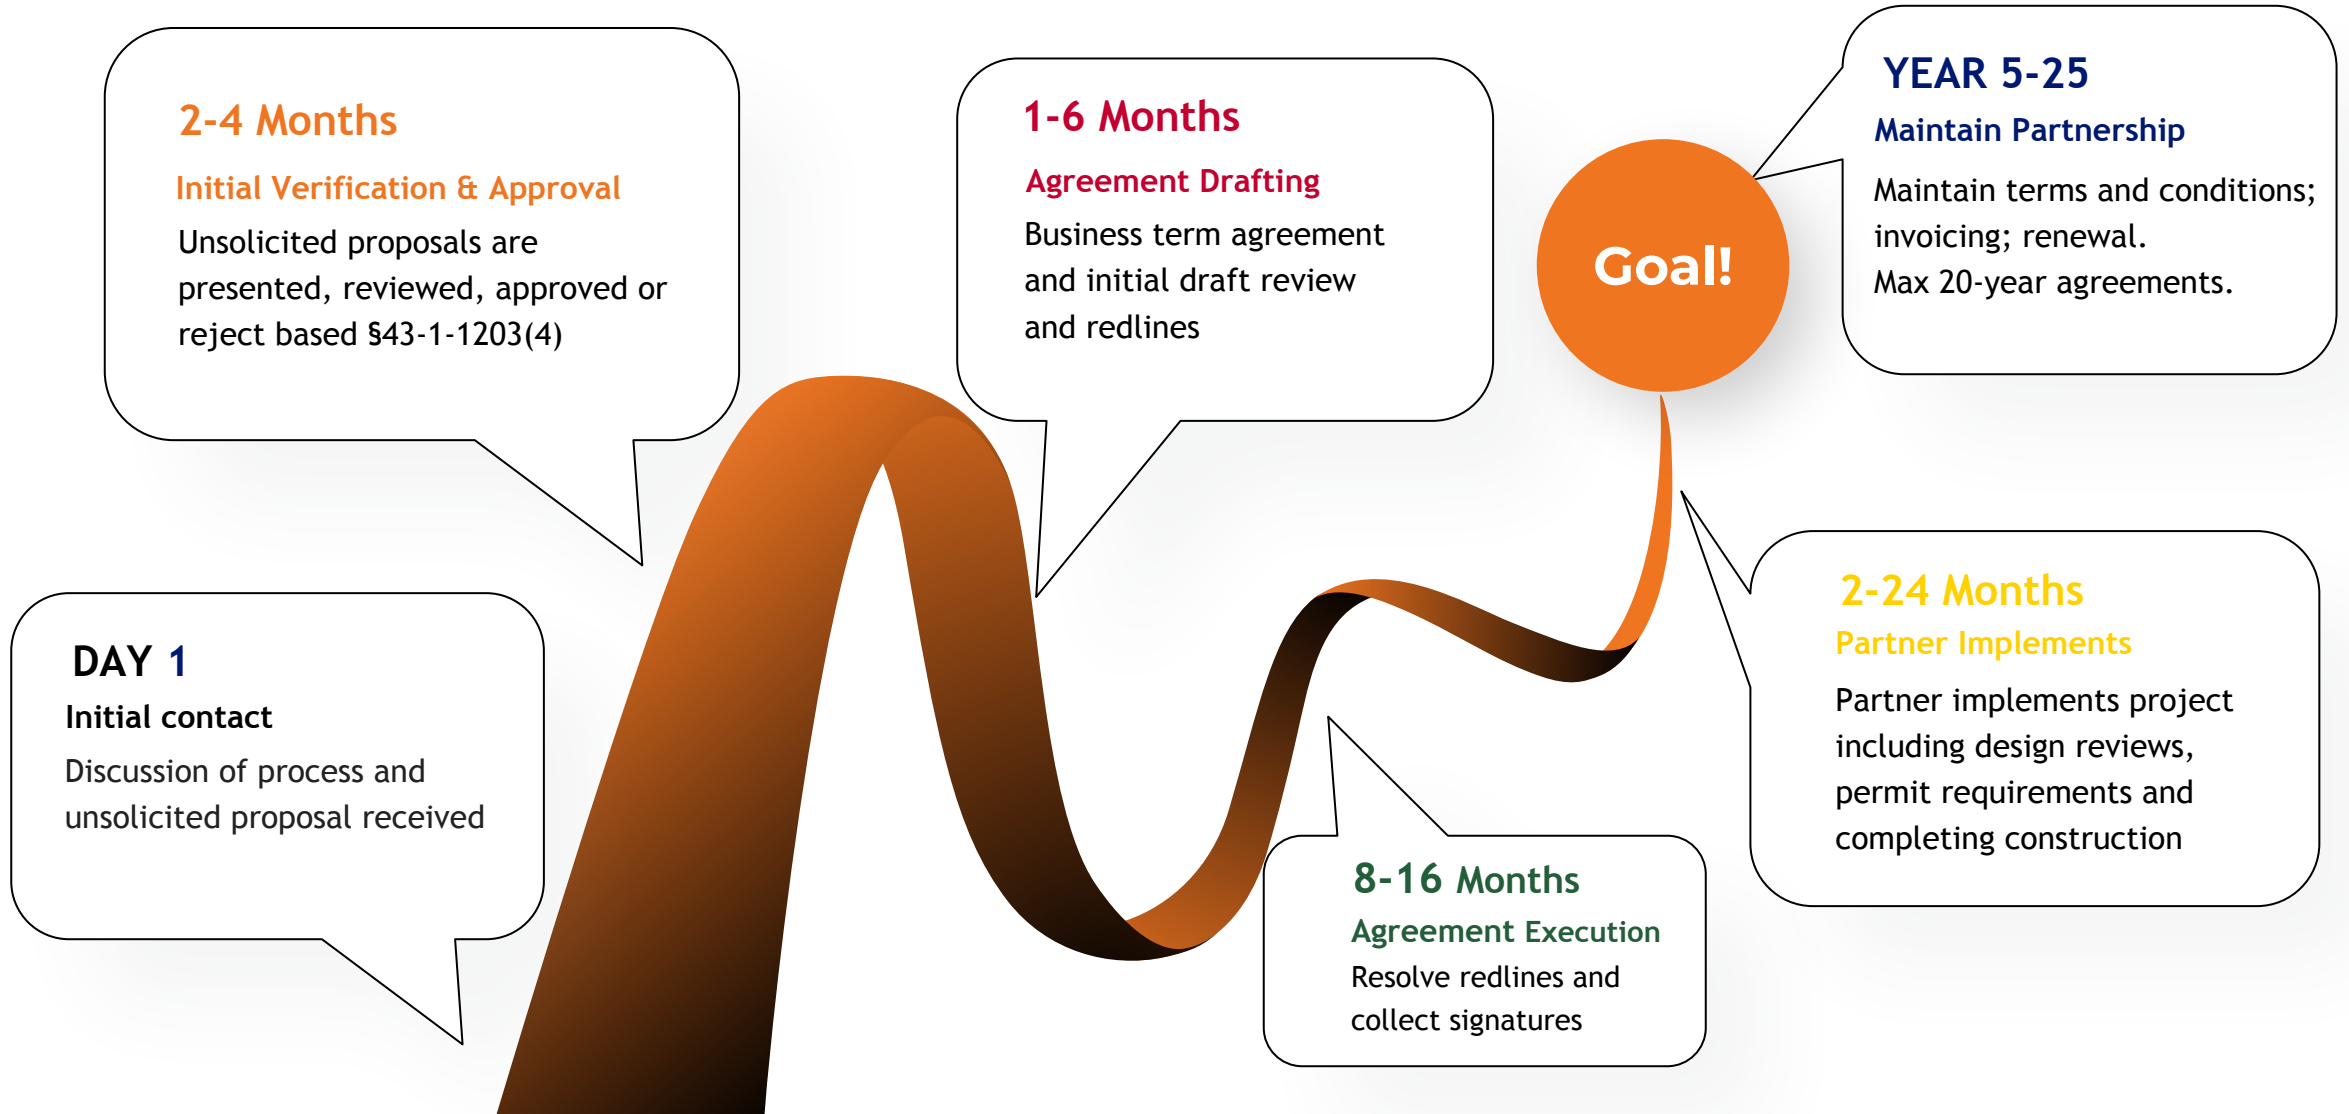 DAY 1
Initial contact
Discussion of process and
unsolicited proposal received
2-4 Months
Initial Verification & Approval
Unsolicited proposals are
presented, reviewed, approved or
reject based §43-1-1203(4)
1-6 Months
Agreement Drafting
Business term agreement
and initial draft review
and redlines
8-16 Months
Agreement Execution
Resolve redlines and
collect signatures
2-24 Months
Partner Implements
Partner implements project
including design reviews,
permit requirements and
completing construction
Goal!
YEAR 5-25
Maintain Partnership
Maintain terms and conditions;
invoicing; renewal.
Max 20-year agreements.